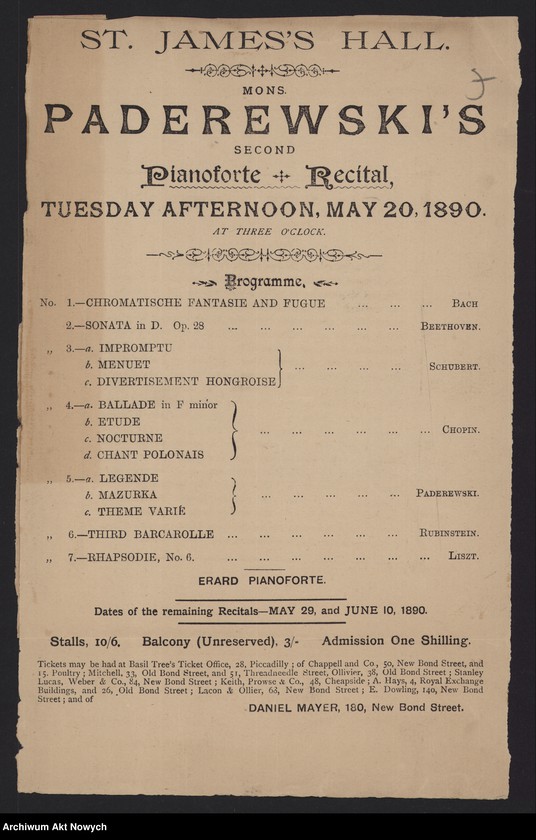 ST. JAMES'S HALL.
MONS.
PADEREWSKI'S
SECOND
Pianoforte Recital,
TUESDAY AFTERNOON, MAY 20, 1890.
AT THREE O'CLOCK.
Programme.
No. 1.—CHROMATISCHE FANTASIE AND FUGUE ... ... ... BACH
2.—SONATA in D. Op. 28 ... ... ... ... ... ... BEETHOVEN.
„ 3.—a. IMPROMPTU
b. MENUET
c. DIVERTISEMENT HONGROISE ... ... ... ... SCHUBERT.
„ 4.—a. BALLADE in F minor
b. ETUDE
c. NOCTURNE
d. CHANT POLONAIS ... ... ... ... ... ... CHOPIN.
„ 5.—a. LEGENDE
b. MAZURKA
c. THEME VARIÉ ... ... ... ... ... PADEREWSKI.
„ 6.—THIRD BARCAROLLE ... ... ... ... ... ... RUBINSTEIN.
„ 7.—RHAPSODIE, No. 6. ... ... ... ... ... ... ... LISZT.
ERARD PIANOFORTE.
Dates of the remaining Recitals—MAY 29, and JUNE 10, 1890.
Stalls, 10/6. Balcony (Unreserved), 3/- Admission One Shilling.
Tickets may be had at Basil Tree's Ticket Office, 28, Piccadilly; of Chappell and Co., 50, New Bond Street, and
15. Poultry; Mitchell, 33, Old Bond Street, and 51, Threadneedle Street, Ollivier, 38, Old Bond Street; Stanley
Lucas, Weber & Co., 84, New Bond Street; Keith, Prowse & Co., 48, Cheapside; A. Hays, 4, Royal Exchange
Buildings, and 26, Old Bond Street; Lacon & Ollier, 168, New Bond Street; E. Dowling, 140, New Bond
Street; and of
DANIEL MAYER, 180, New Bond Street.
Archiwum Akt Nowych